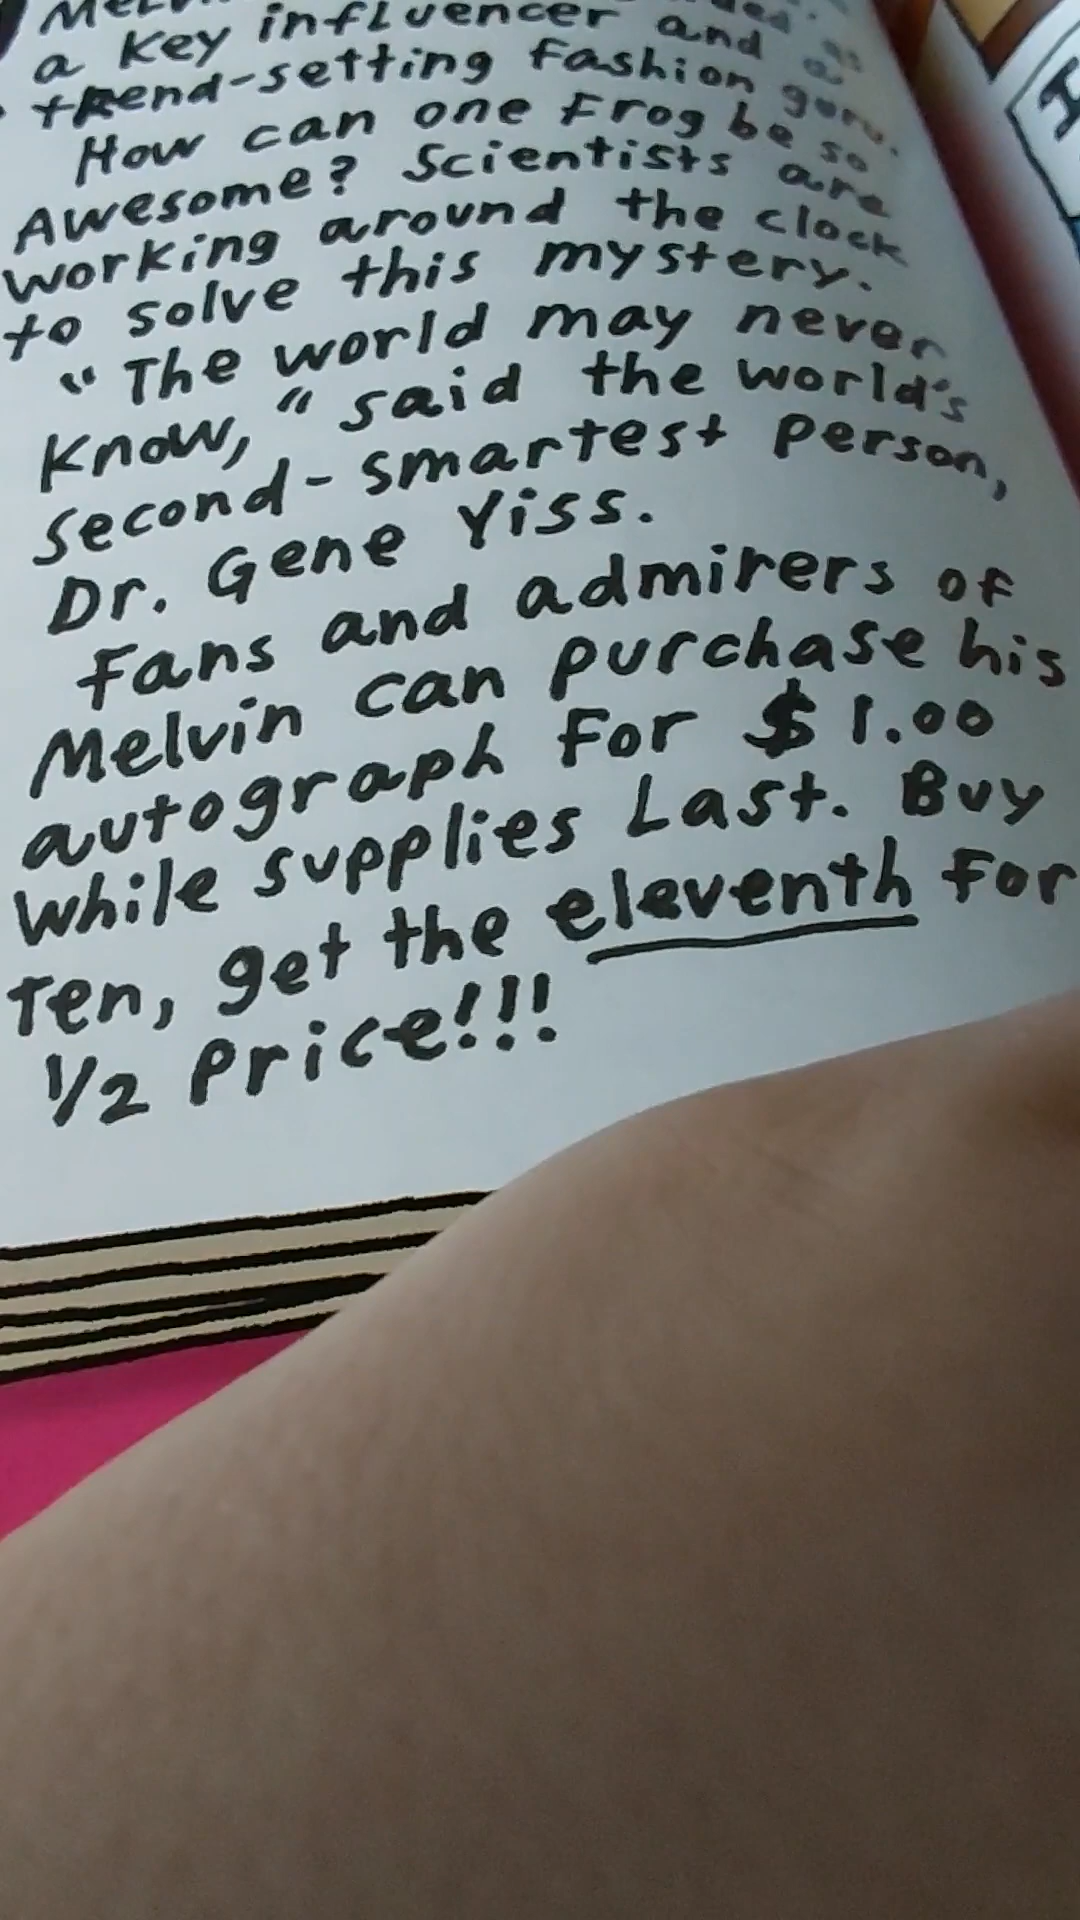 a key influencer and a
trend-setting fashion guru.
How can one frog be so
Awesome? Scientists are
working around the clock
to solve this mystery.
"The world may never
know," said the world's
second-smartest person,
Dr. Gene Yiss.
Fans and admirers of
Melvin can purchase his
autograph for $1.00
while supplies Last. Buy
Ten, get the eleventh for
1/2 Price!!!